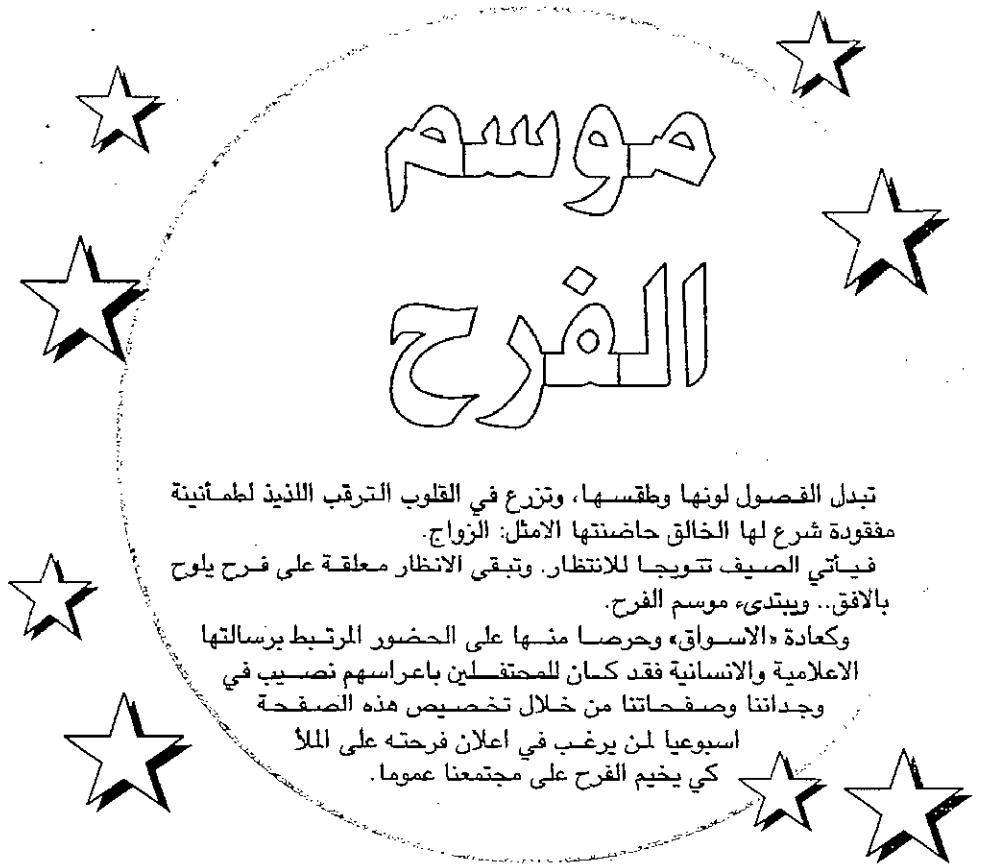 موسم
الفرح
تبدل الفصول لونها وطقسها، وتزرع في القلوب الترقب اللذيذ لطمأنينة
مفقودة شرع لها الخالق حاضنتها الامثل: الزواج.
فيأتي الصيف تتويجا للانتظار. وتبقى الانظار معلقة على فرح يلوح
بالافق.. ويبتدىء موسم الفرح.
وكعادة «الاسواق» وحرصا منها على الحضور المرتبط برسالتها
الاعلامية والانسانية فقد كان للمحتفلين باعراسهم نصيب في
وجداننا وصفحاتنا من خلال تخصيص هذه الصفحة
اسبوعيا لمن يرغب في اعلان فرحته على الملأ
كي يخيم الفرح على مجتمعنا عموما.